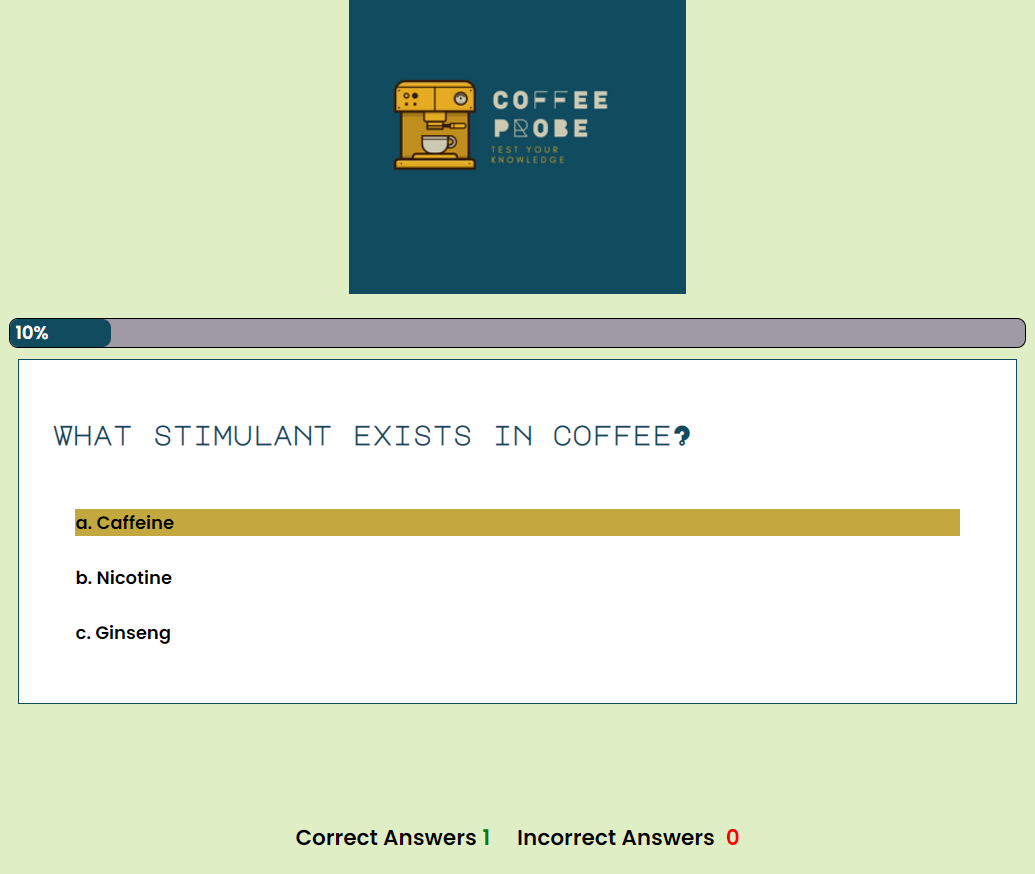 COFFEE
PROBE
TEST YOUR
KNOWLEDGE
10%
WHAT STIMULANT EXISTS IN COFFEE?
a. Caffeine
b. Nicotine
c. Ginseng
Correct Answers 1 Incorrect Answers 0